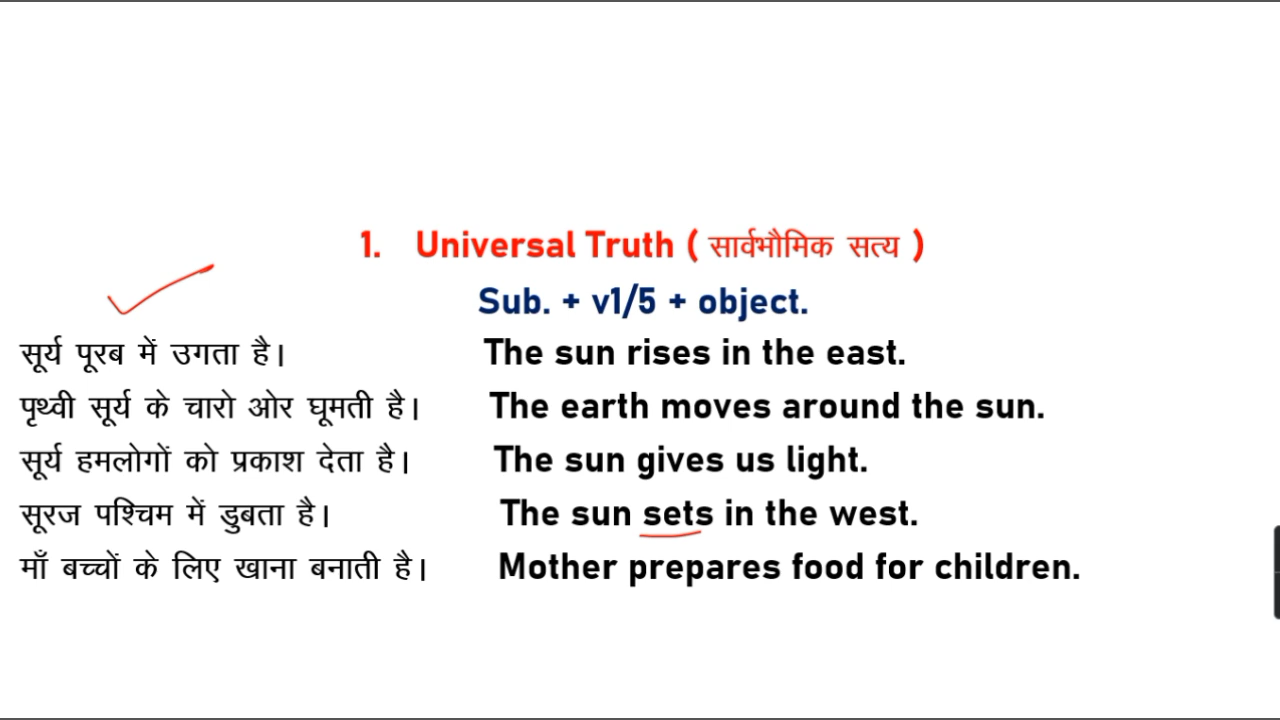 1. Universal Truth ( सार्वभौमिक सत्य )
Sub. + v1/5 + object.
सूर्य पूरब में उगता है। The sun rises in the east.
पृथ्वी सूर्य के चारो ओर घूमती है। The earth moves around the sun.
सूर्य हमलोगों को प्रकाश देता है। The sun gives us light.
सूरज पश्चिम में डुबता है। The sun sets in the west.
माँ बच्चों के लिए खाना बनाती है। Mother prepares food for children.